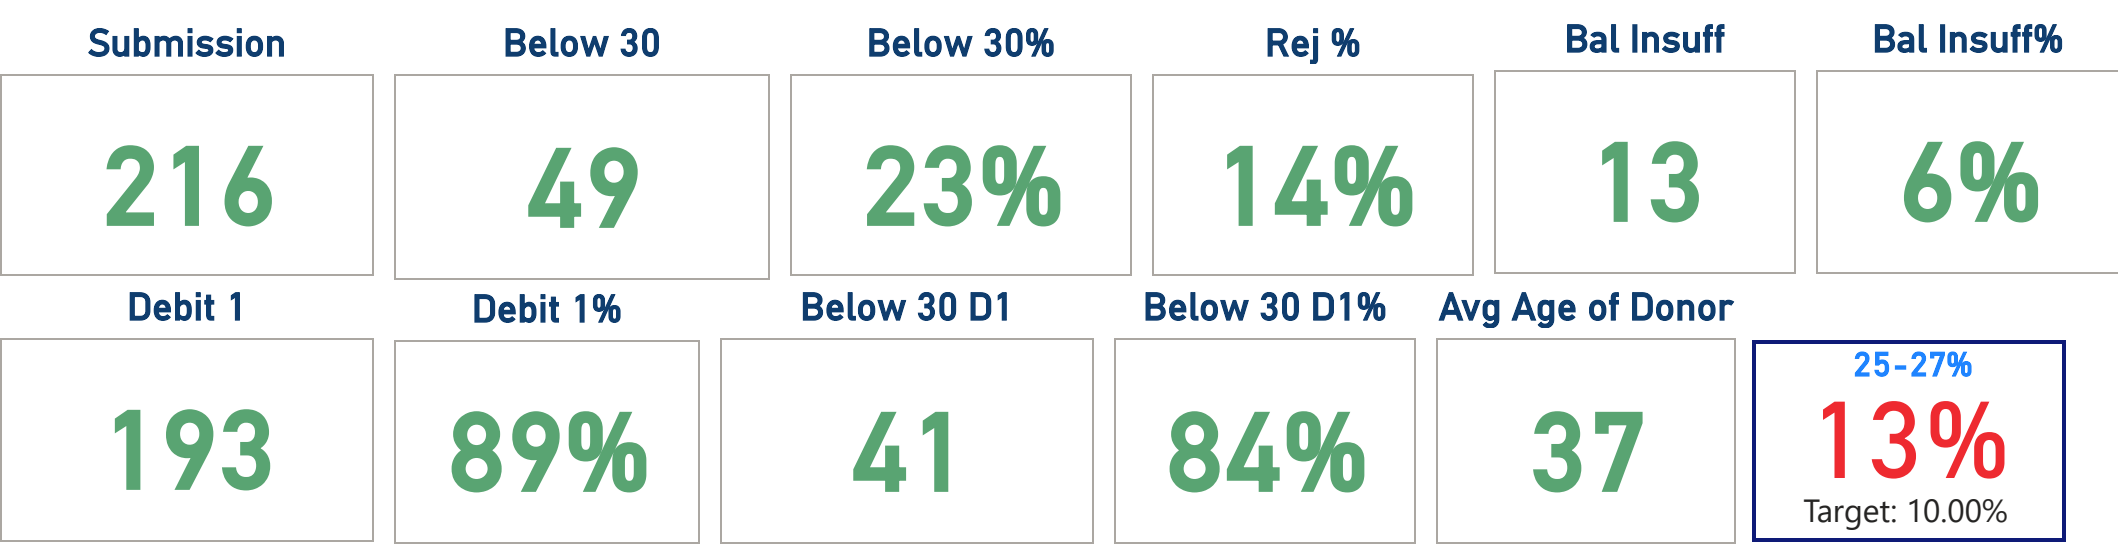 Submission
216
Below 30
49
Below 30%
23%
Rej %
14%
Bal Insuff
13
Bal Insuff%
6%
Debit 1
193
Debit 1%
89%
Below 30 D1
41
Below 30 D1%
84%
Avg Age of Donor
37
25-27%
13%
Target: 10.00%